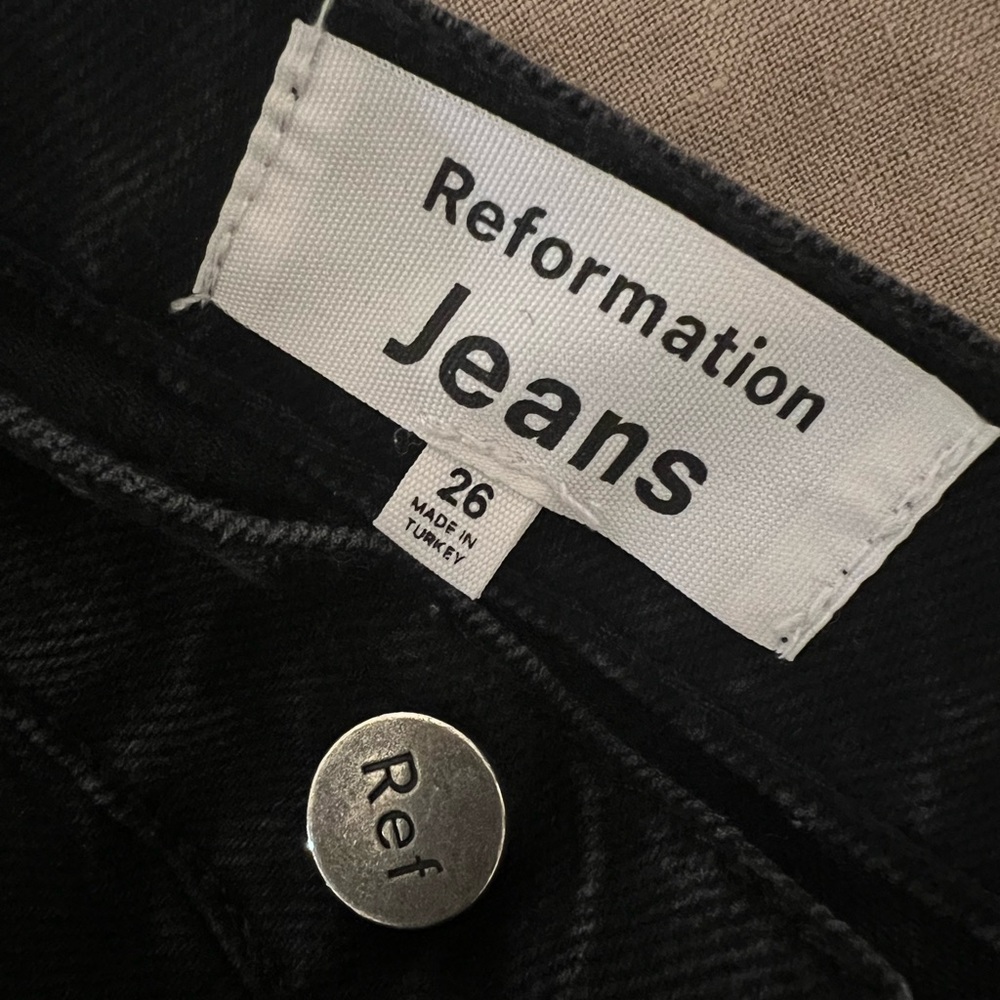 Reformation
Jeans
26
MADE IN
TURKEY
Ref